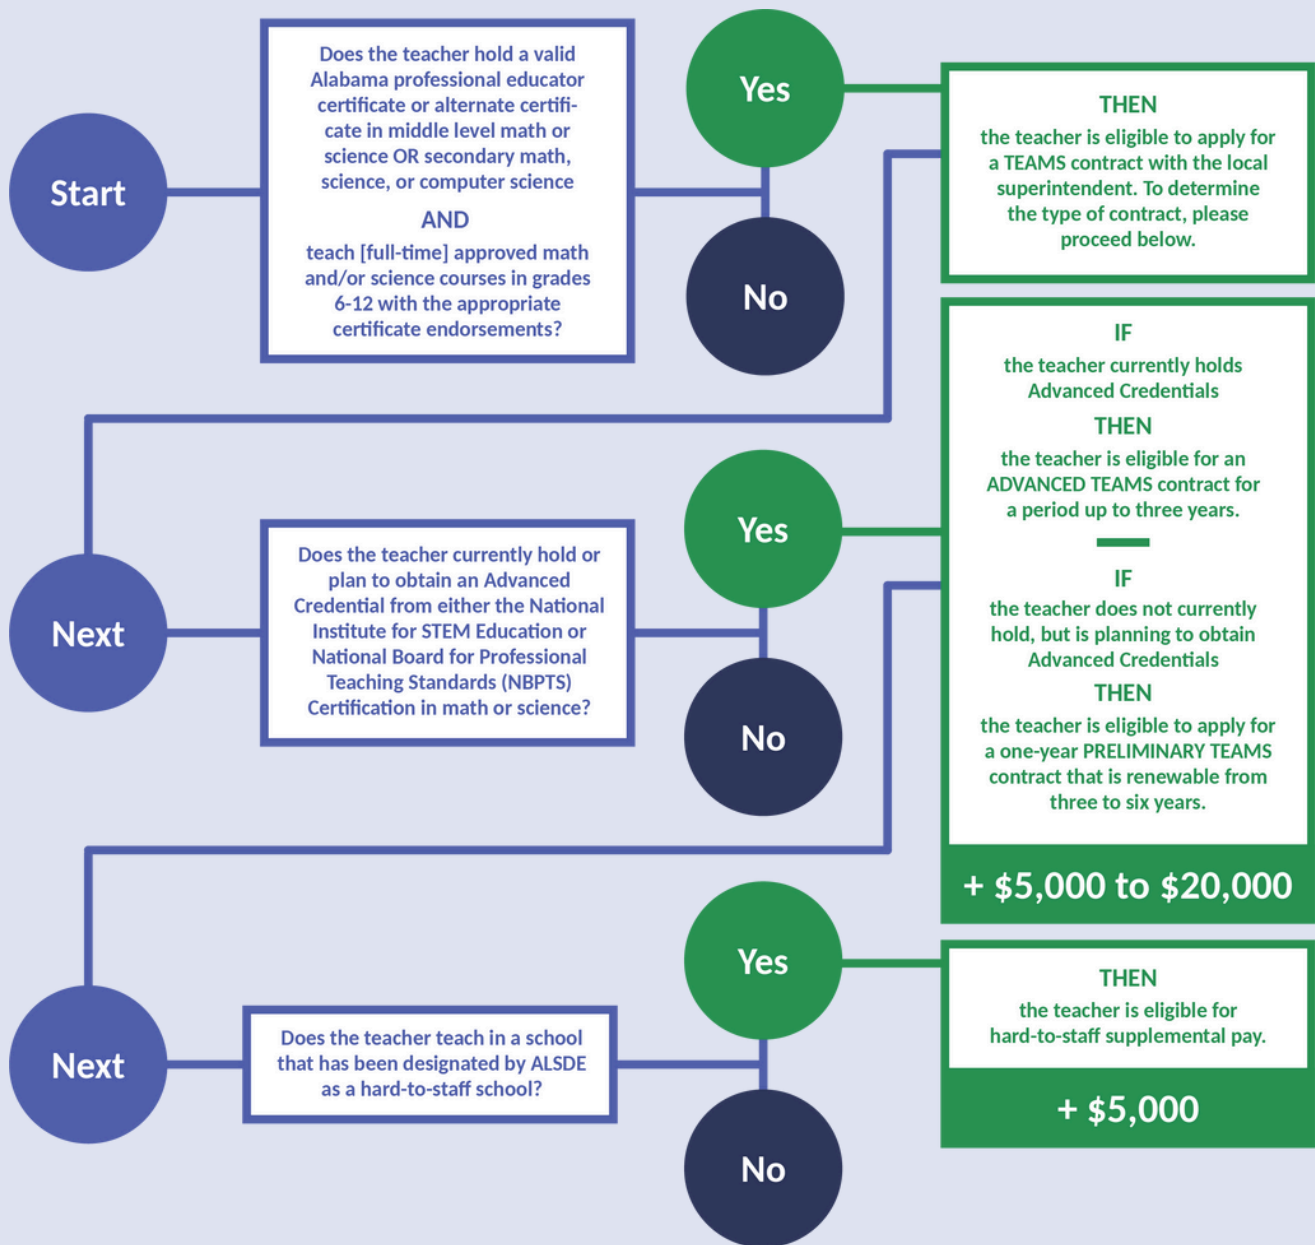 Start
Does the teacher hold a valid
Alabama professional educator
certificate or alternate certifi-
cate in middle level math or
science OR secondary math,
science, or computer science
AND
teach [full-time] approved math
and/or science courses in grades
6-12 with the appropriate
certificate endorsements?
Yes
No
THEN
the teacher is eligible to apply for
a TEAMS contract with the local
superintendent. To determine
the type of contract, please
proceed below.
Next
Does the teacher currently hold or
plan to obtain an Advanced
Credential from either the National
Institute for STEM Education or
National Board for Professional
Teaching Standards (NBPTS)
Certification in math or science?
Yes
No
IF
the teacher currently holds
Advanced Credentials
THEN
the teacher is eligible for an
ADVANCED TEAMS contract for
a period up to three years.
IF
the teacher does not currently
hold, but is planning to obtain
Advanced Credentials
THEN
the teacher is eligible to apply for
a one-year PRELIMINARY TEAMS
contract that is renewable from
three to six years.
+ $5,000 to $20,000
Next
Does the teacher teach in a school
that has been designated by ALSDE
as a hard-to-staff school?
Yes
No
THEN
the teacher is eligible for
hard-to-staff supplemental pay.
+ $5,000